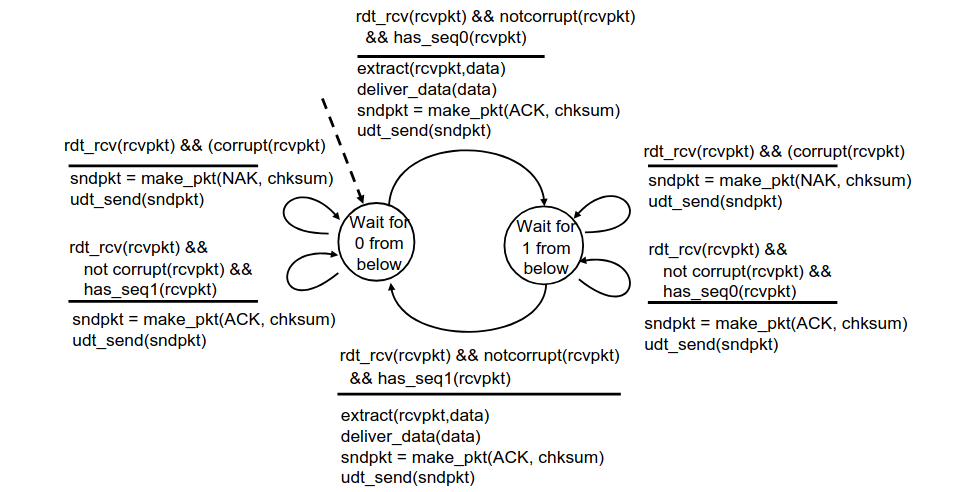 rdt_rcv(rcvpkt) && notcorrupt(rcvpkt)
&& has_seq0(rcvpkt)
extract(rcvpkt,data)
deliver_data(data)
sndpkt = make_pkt(ACK, chksum)
udt_send(sndpkt)
rdt_rcv(rcvpkt) && (corrupt(rcvpkt)
sndpkt = make_pkt(NAK, chksum)
udt_send(sndpkt)
rdt_rcv(rcvpkt) &&
not corrupt(rcvpkt) &&
has_seq1(rcvpkt)
sndpkt = make_pkt(ACK, chksum)
udt_send(sndpkt)
Wait for
0 from
below
Wait for
1 from
below
rdt_rcv(rcvpkt) && (corrupt(rcvpkt)
sndpkt = make_pkt(NAK, chksum)
udt_send(sndpkt)
rdt_rcv(rcvpkt) &&
not corrupt(rcvpkt) &&
has_seq0(rcvpkt)
sndpkt = make_pkt(ACK, chksum)
udt_send(sndpkt)
rdt_rcv(rcvpkt) && notcorrupt(rcvpkt)
&& has_seq1(rcvpkt)
extract(rcvpkt,data)
deliver_data(data)
sndpkt = make_pkt(ACK, chksum)
udt_send(sndpkt)